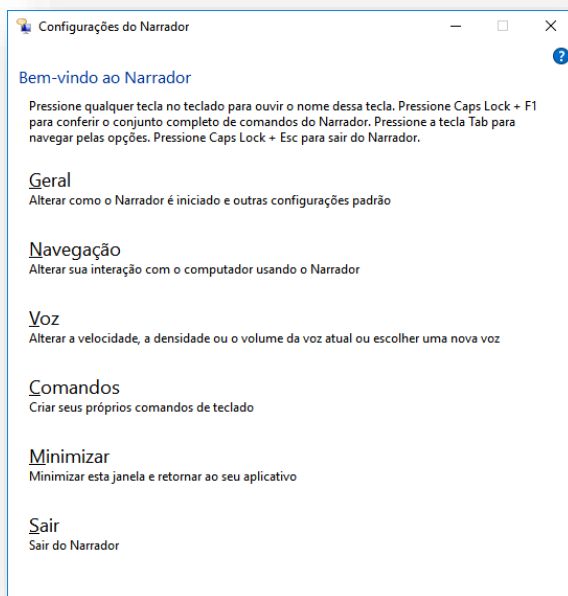 Configurações do Narrador
?
Bem-vindo ao Narrador
Pressione qualquer tecla no teclado para ouvir o nome dessa tecla. Pressione Caps Lock + F1
para conferir o conjunto completo de comandos do Narrador. Pressione a tecla Tab para
navegar pelas opções. Pressione Caps Lock + Esc para sair do Narrador.
Geral
Alterar como o Narrador é iniciado e outras configurações padrão
Navegação
Alterar sua interação com o computador usando o Narrador
Voz
Alterar a velocidade, a densidade ou o volume da voz atual ou escolher uma nova voz
Comandos
Criar seus próprios comandos de teclado
Minimizar
Minimizar esta janela e retornar ao seu aplicativo
Sair
Sair do Narrador